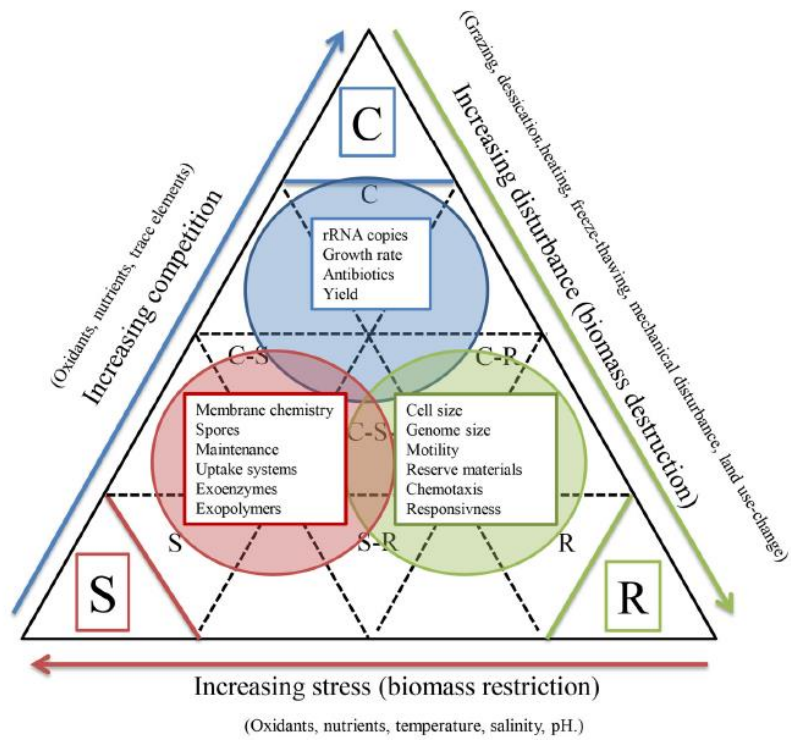 C
(Grazing, dessication,heating, freeze-thawing, mechanical disturbance, land use-change)
Increasing disturbance (biomass destruction)
Increasing competition
(Oxidants, nutrients, trace elements)
C
rRNA copies
Growth rate
Antibiotics
Yield
C-S
C-R
C-S-
Membrane chemistry
Spores
Maintenance
Uptake systems
Exoenzymes
Exopolymers
Cell size
Genome size
Motility
Reserve materials
Chemotaxis
Responsivness
S
S-R
R
S
R
Increasing stress (biomass restriction)
(Oxidants, nutrients, temperature, salinity, pH.)